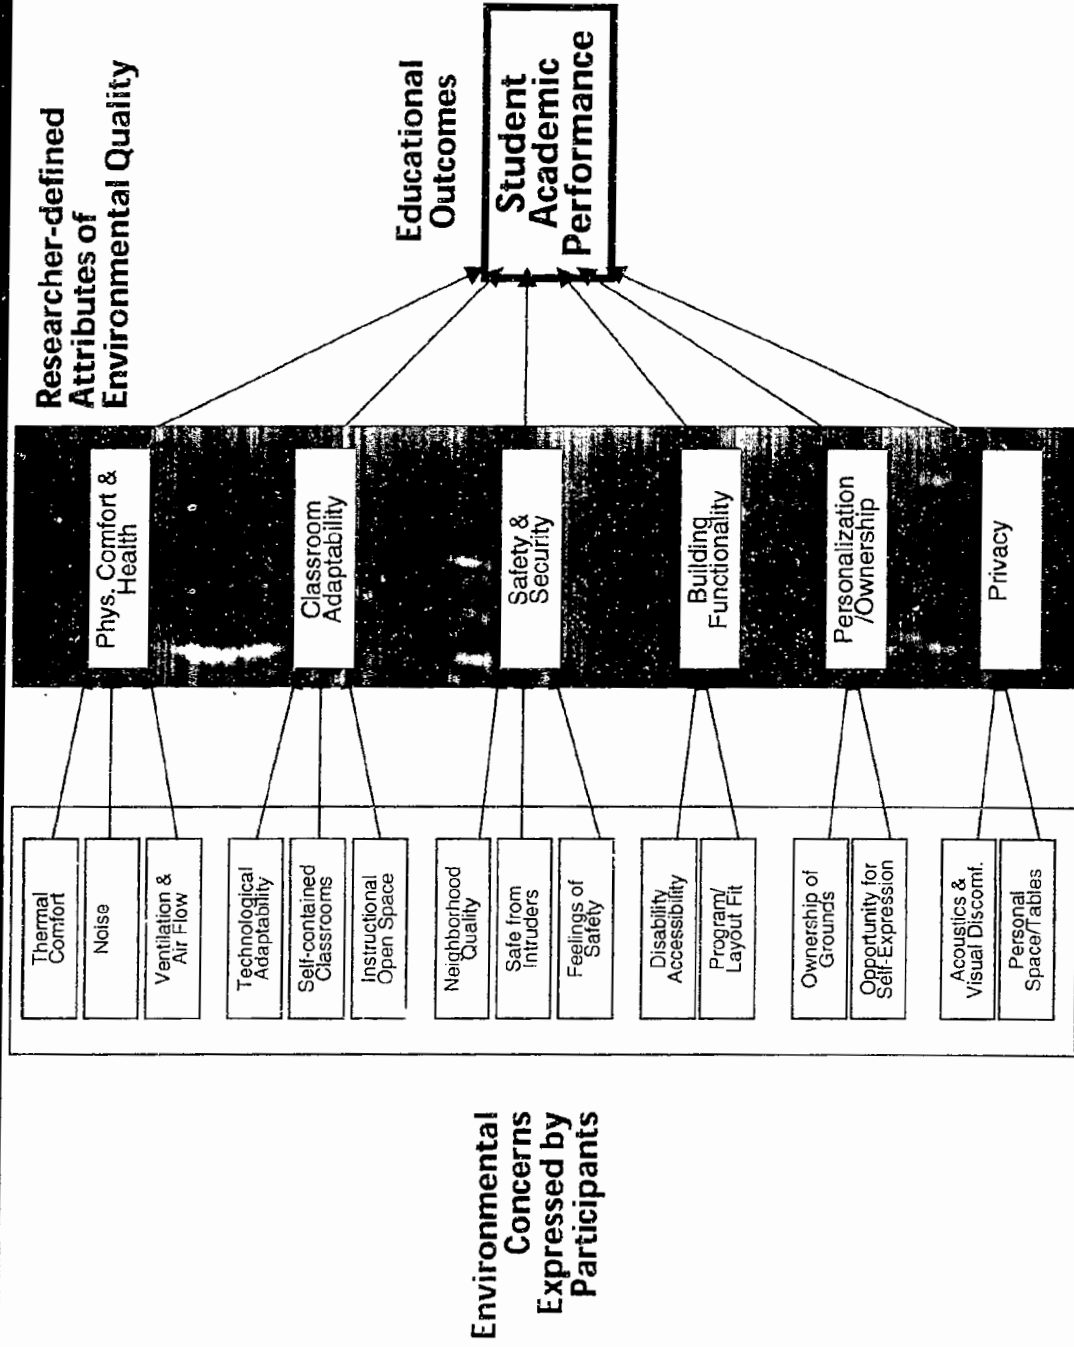 Researcher-defined
Attributes of
Environmental Quality
Educational
Outcomes
Student
Academic
Performance
Phys. Comfort &
Health
Classroom
Adaptability
Safety &
Security
Building
Functionality
Personalization
/Ownership
Privacy
Thermal
Comfort
Noise
Ventilation &
Air Flow
Technological
Adaptability
Self-contained
Classrooms
Instructional
Open Space
Neighborhood
Quality
Safe from
Intruders
Feelings of
Safety
Disability
Accessibility
Program/
Layout Fit
Ownership of
Grounds
Opportunity for
Self-Expression
Acoustics &
Visual Discomf.
Personal
Space/Tables
Environmental
Concerns
Expressed by
Participants